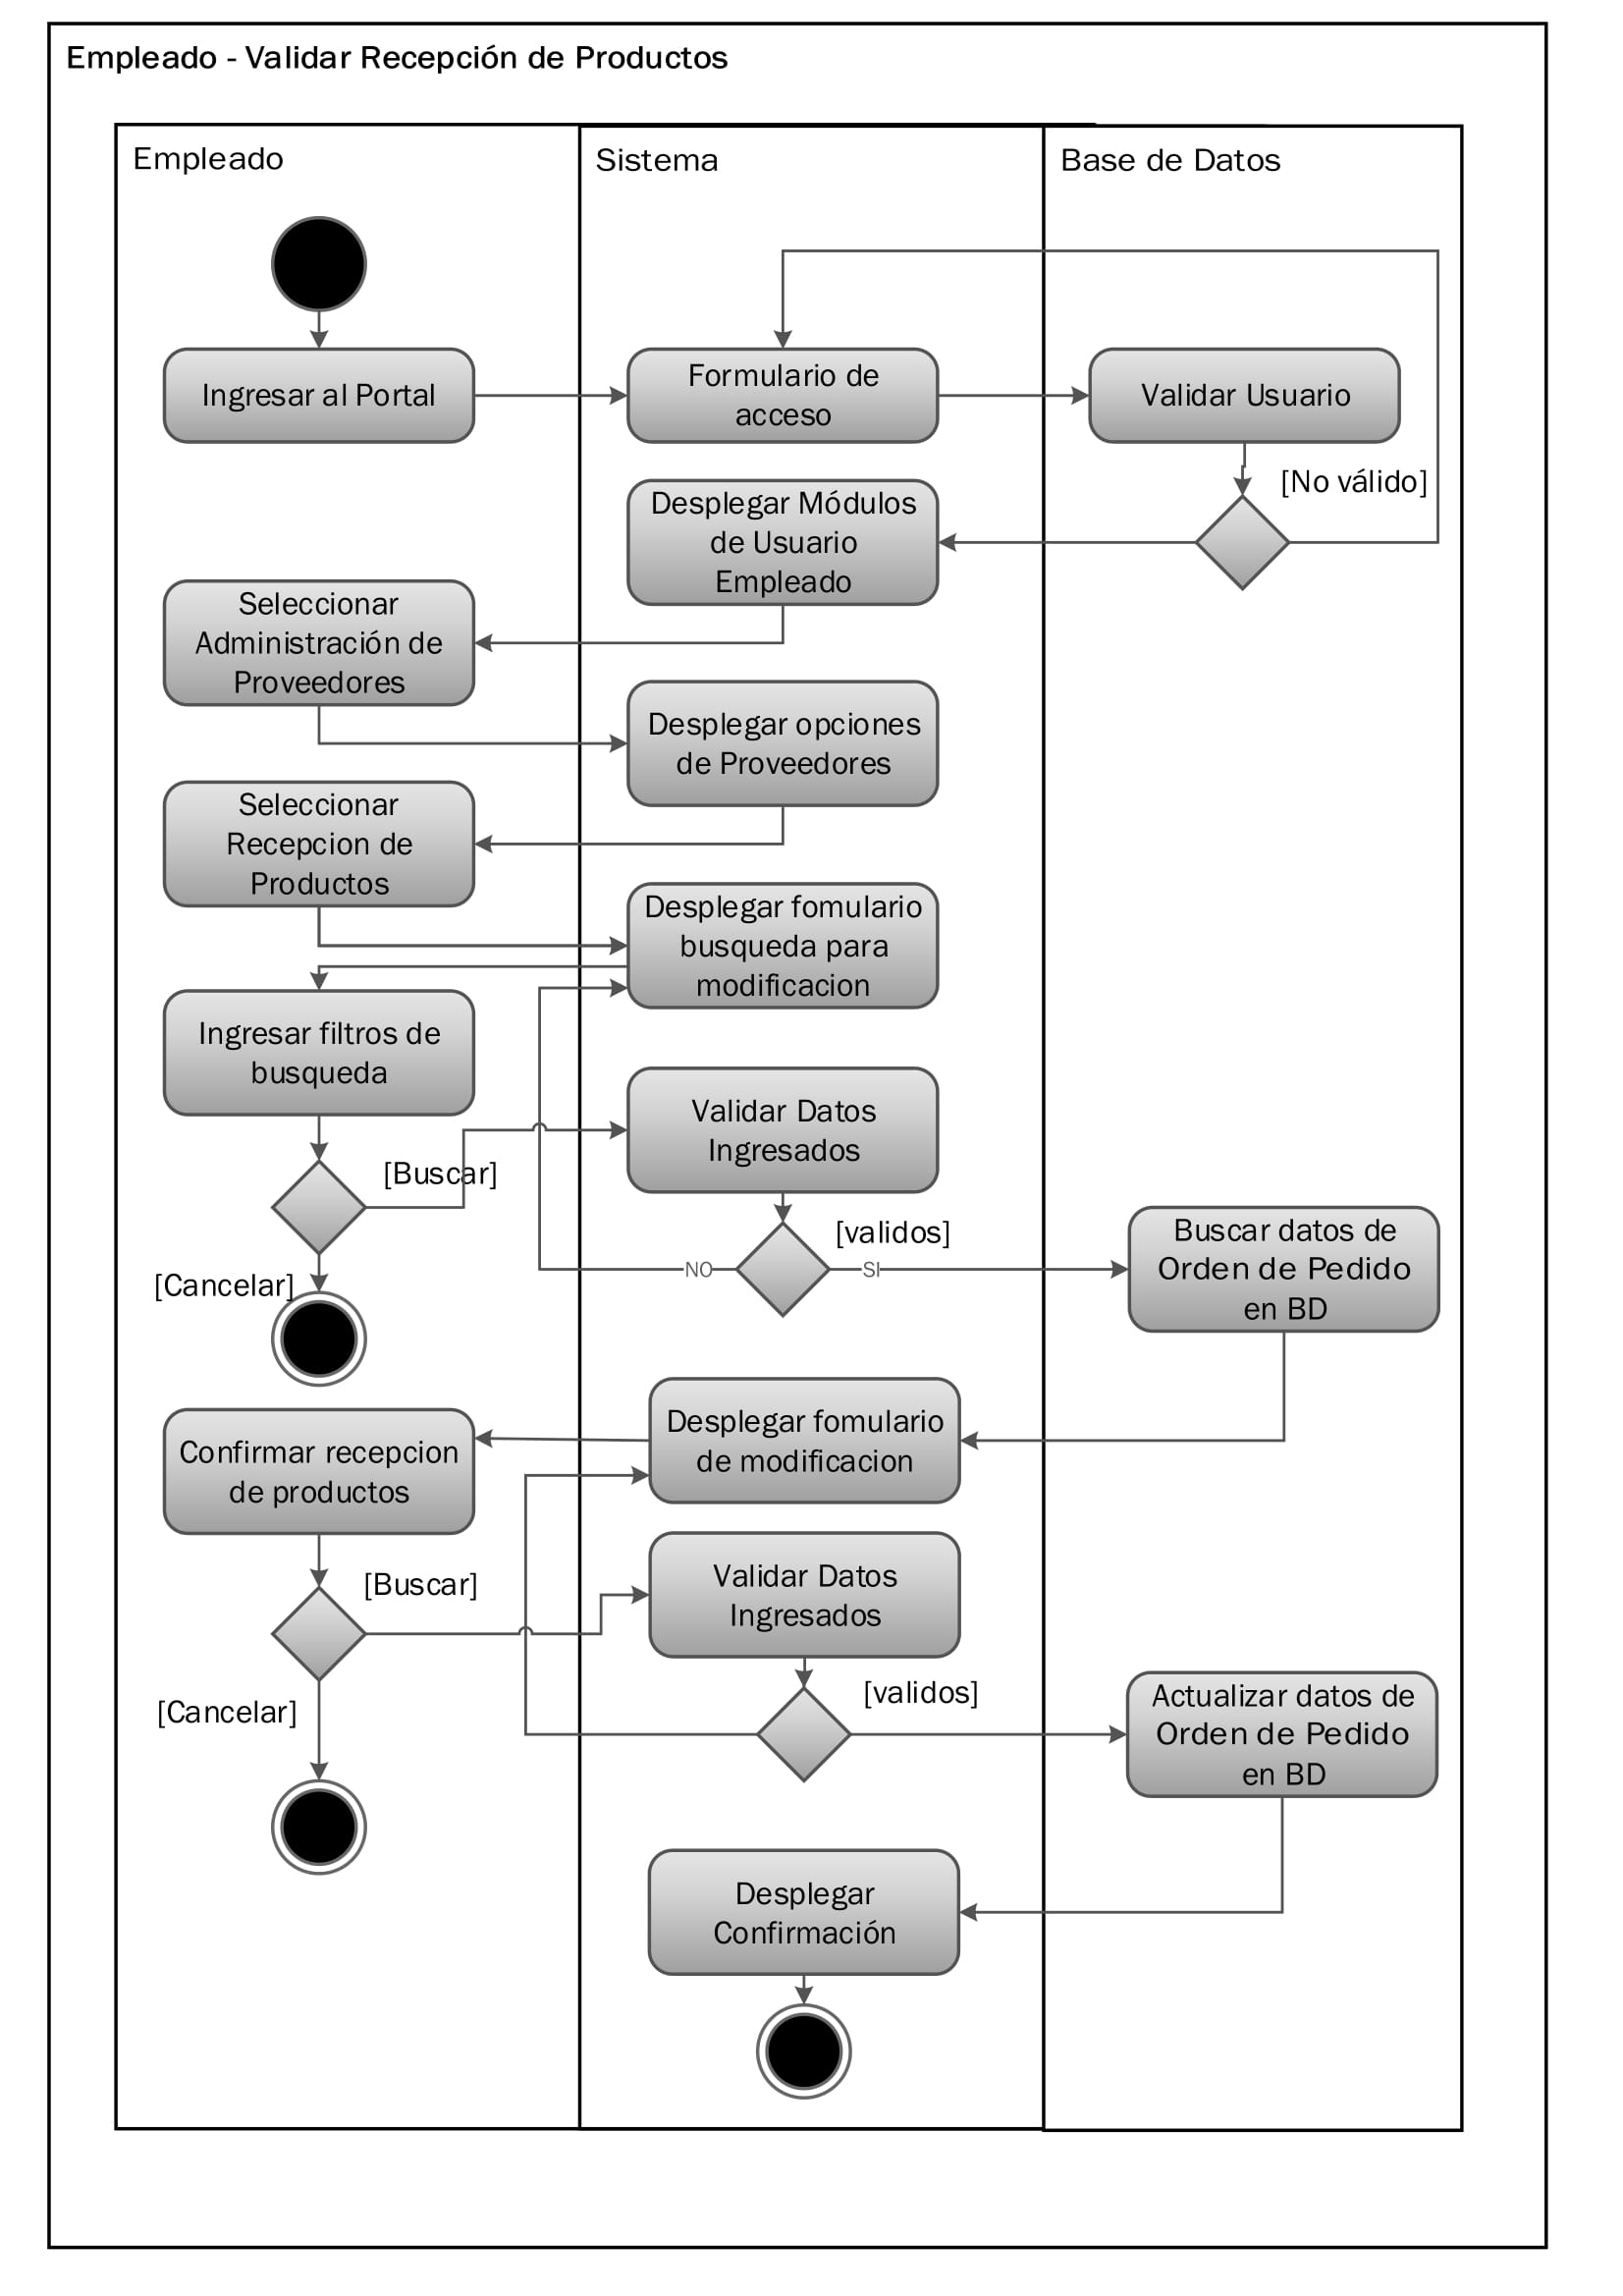 Empleado - Validar Recepción de Productos
Empleado
Sistema
Base de Datos
Ingresar al Portal
Formulario de
acceso
Validar Usuario
[No válido]
Desplegar Módulos
de Usuario
Empleado
Seleccionar
Administración de
Proveedores
Desplegar opciones
de Proveedores
Seleccionar
Recepcion de
Productos
Desplegar fomulario
busqueda para
modificacion
Ingresar filtros de
busqueda
Validar Datos
Ingresados
[Buscar]
[validos]
NO
SI
Buscar datos de
Orden de Pedido
en BD
[Cancelar]
Desplegar fomulario
de modificacion
Confirmar recepcion
de productos
Validar Datos
Ingresados
[Buscar]
[validos]
[Cancelar]
Actualizar datos de
Orden de Pedido
en BD
Desplegar
Confirmación